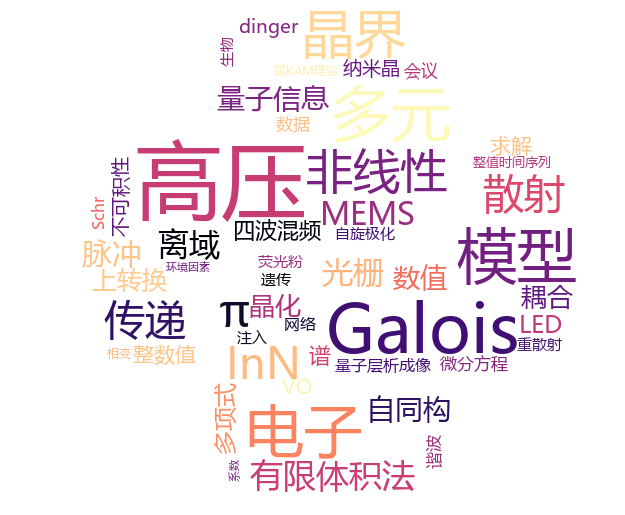 dinger
晶界
生物
弱KAM理论
纳米晶
会议
量子信息
多元
数据
高压
非线性
求解
整值时间序列
不可积性
散射
Schr
MEMS
四波混频
自旋极化
离域
模型
脉冲
环境因素
荧光粉
光栅
数值
上转换
遗传
耦合
传递
π
晶化
网络
Galois
LED
注入
重散射
相变
整数值
InN
谱
量子层析成像
微分方程
VO
多项式
电子
自同构
谐波
系数
有限体积法